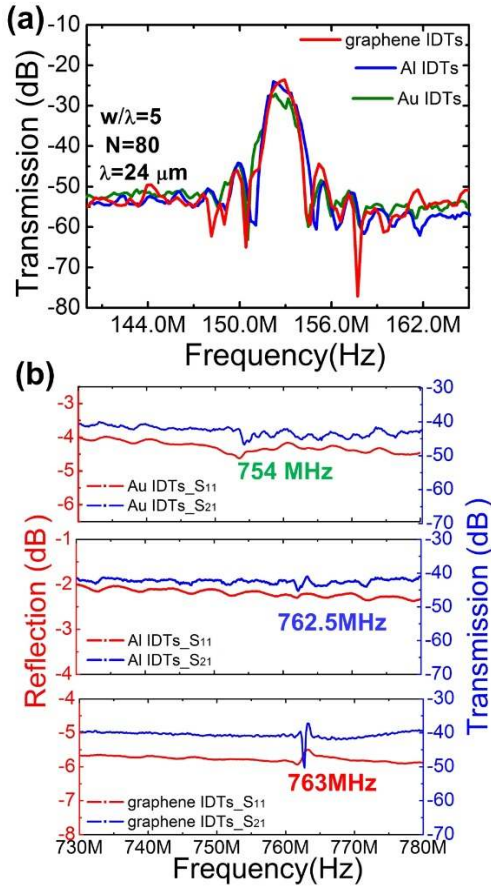 (a)
-10
-20
-30
-40
-50
-60
-70
-80
Transmission (dB)
graphene IDTs
Al IDTs
Au IDTs
w/λ=5
N=80
λ=24 μm
144.0M 150.0M 156.0M 162.0M
Frequency(Hz)
(b)
Reflection (dB)
Transmission (dB)
-3
-4
-5
-6
-30
-40
-50
-60
-70
754 MHz
Au IDTs_S11
Au IDTs_S21
-1
-2
-3
-4
-30
-40
-50
-60
-70
762.5MHz
Al IDTs_S11
Al IDTs_S21
-4
-5
-6
-7
-8
-30
-40
-50
-60
-70
763MHz
graphene IDTs_S11
graphene IDTs_S21
730M 740M 750M 760M 770M 780M
Frequency(Hz)